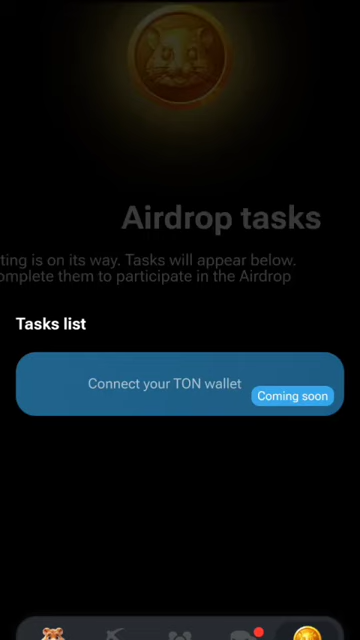 Airdrop tasks
ting is on its way. Tasks will appear below.
omplete them to participate in the Airdrop
Tasks list
Connect your TON wallet
Coming soon